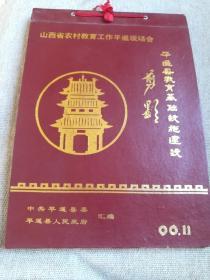 山西省农村教育工作平遥现场会
平遥县教育基础设施建设
剪影
中共平遥县委
平遥县人民政府
汇编
00.11